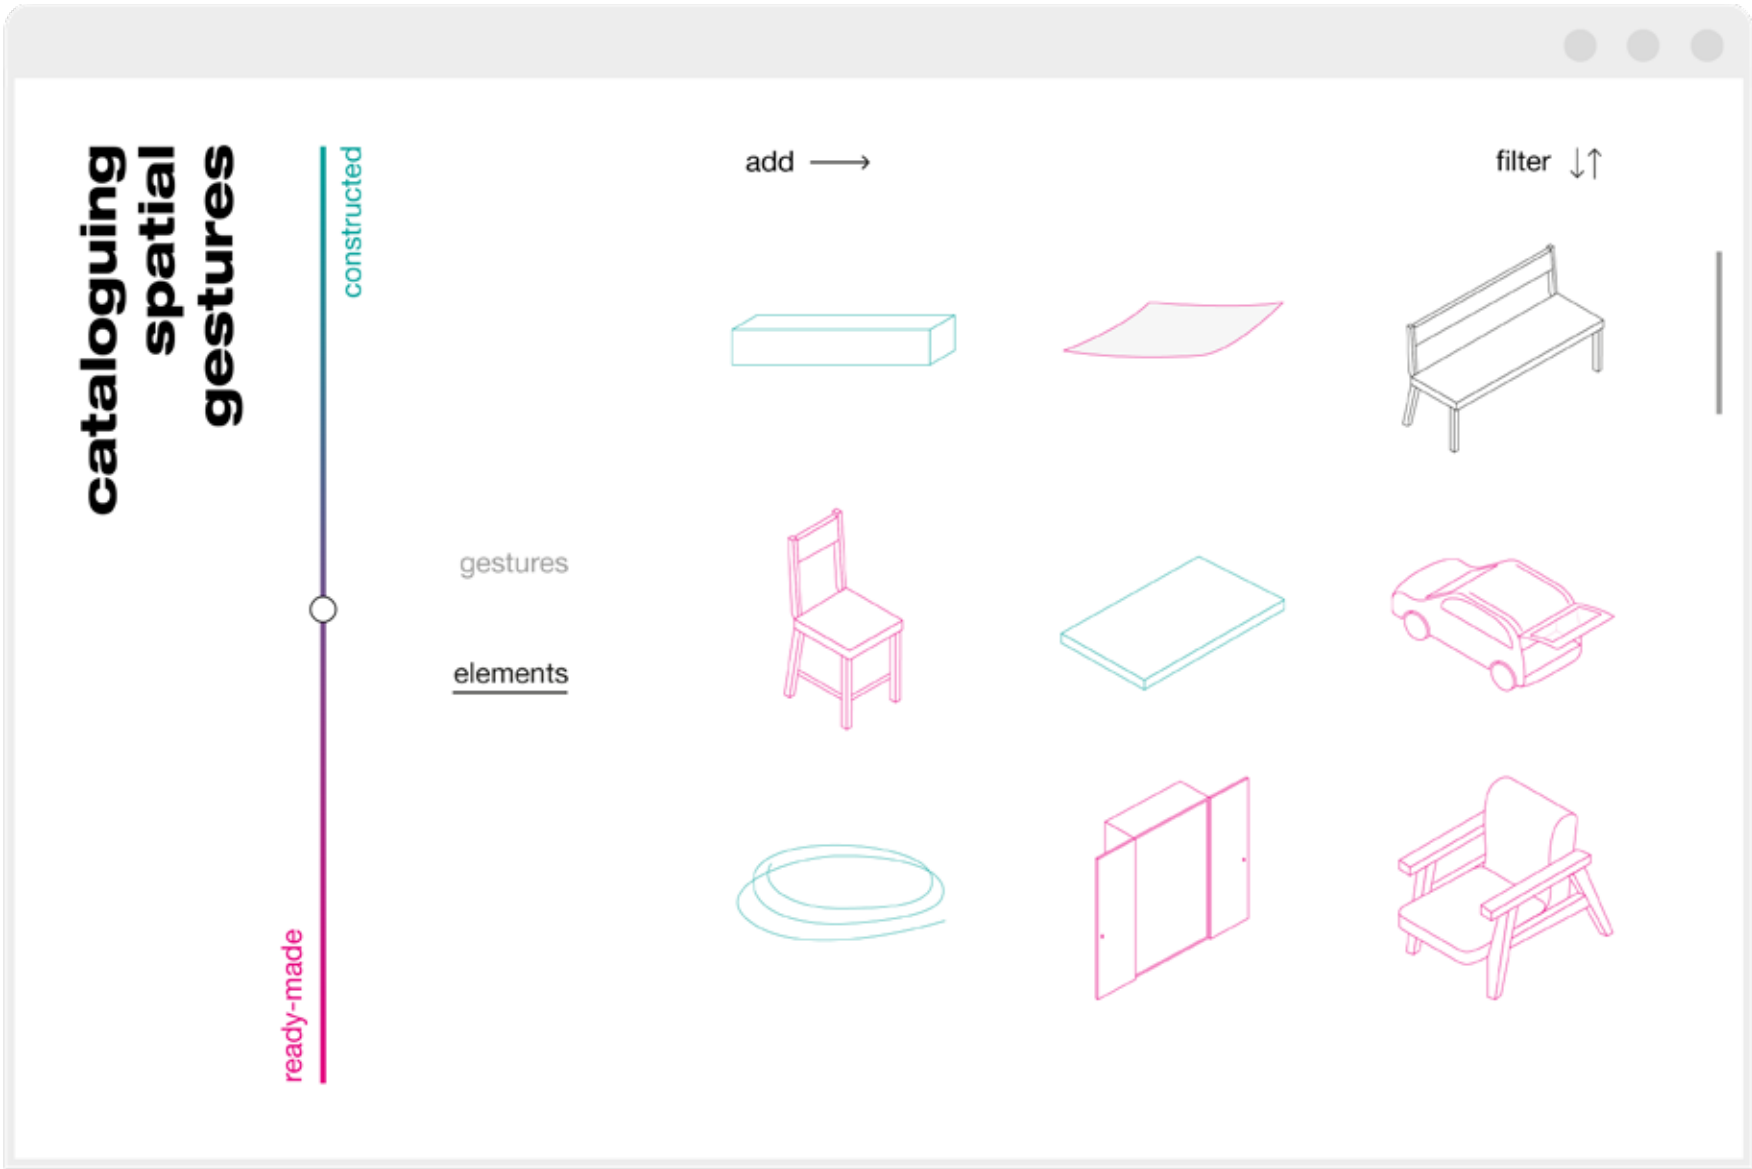 cataloguing
spatial
gestures
constructed
ready-made
add
filter
gestures
elements